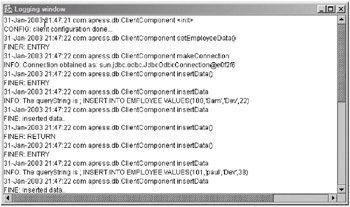 Logging window
31-Jan-2003 21:47:22 com.apress.db.ClientComponent <init>
CONFIG: client configuration done...
31-Jan-2003 21:47:22 com.apress.db.ClientComponent setEmployeeData()
FINER: ENTRY
31-Jan-2003 21:47:22 com.apress.db.ClientComponent makeConnection
INFO: Connection obtained as: sun.jdbc.odbc.JdbcOdbcConnection@e0f2f6
31-Jan-2003 21:47:22 com.apress.db.ClientComponent insertData()
FINER: ENTRY
31-Jan-2003 21:47:22 com.apress.db.ClientComponent insertData
INFO: The queryString is ; INSERT INTO EMPLOYEE VALUES(100,'Sam','Dev',22)
31-Jan-2003 21:47:22 com.apress.db.ClientComponent insertData
FINE: inserted data..
31-Jan-2003 21:47:22 com.apress.db.ClientComponent insertData()
FINER: RETURN
31-Jan-2003 21:47:22 com.apress.db.ClientComponent insertData()
FINER: ENTRY
31-Jan-2003 21:47:22 com.apress.db.ClientComponent insertData
INFO: The queryString is ; INSERT INTO EMPLOYEE VALUES(101,'paul','Dev',38)
31-Jan-2003 21:47:22 com.apress.db.ClientComponent insertData
FINE: inserted data..